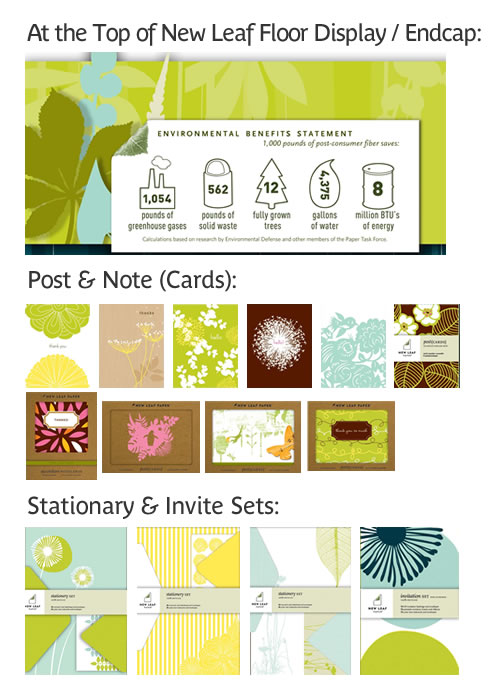 At the Top of New Leaf Floor Display / Endcap:
ENVIRONMENTAL BENEFITS STATEMENT
1,000 pounds of post-consumer fiber saves:
1,054
562
12
4,375
8
pounds of greenhouse gases
pounds of solid waste
fully grown trees
gallons of water
million BTU's of energy
Calculations based on research by Environmental Defense and other members of the Paper Task Force.
Post & Note (Cards):
thank you
thanks
hello
NEW LEAF
NEW LEAF PAPER
THANKS
NEW LEAF PAPER
NEW LEAF PAPER
NEW LEAF PAPER
thank you so much
Stationary & Invite Sets:
stationery SET
NEW LEAF
stationery SET
NEW LEAF
stationery SET
NEW LEAF
invitation SET
NEW LEAF